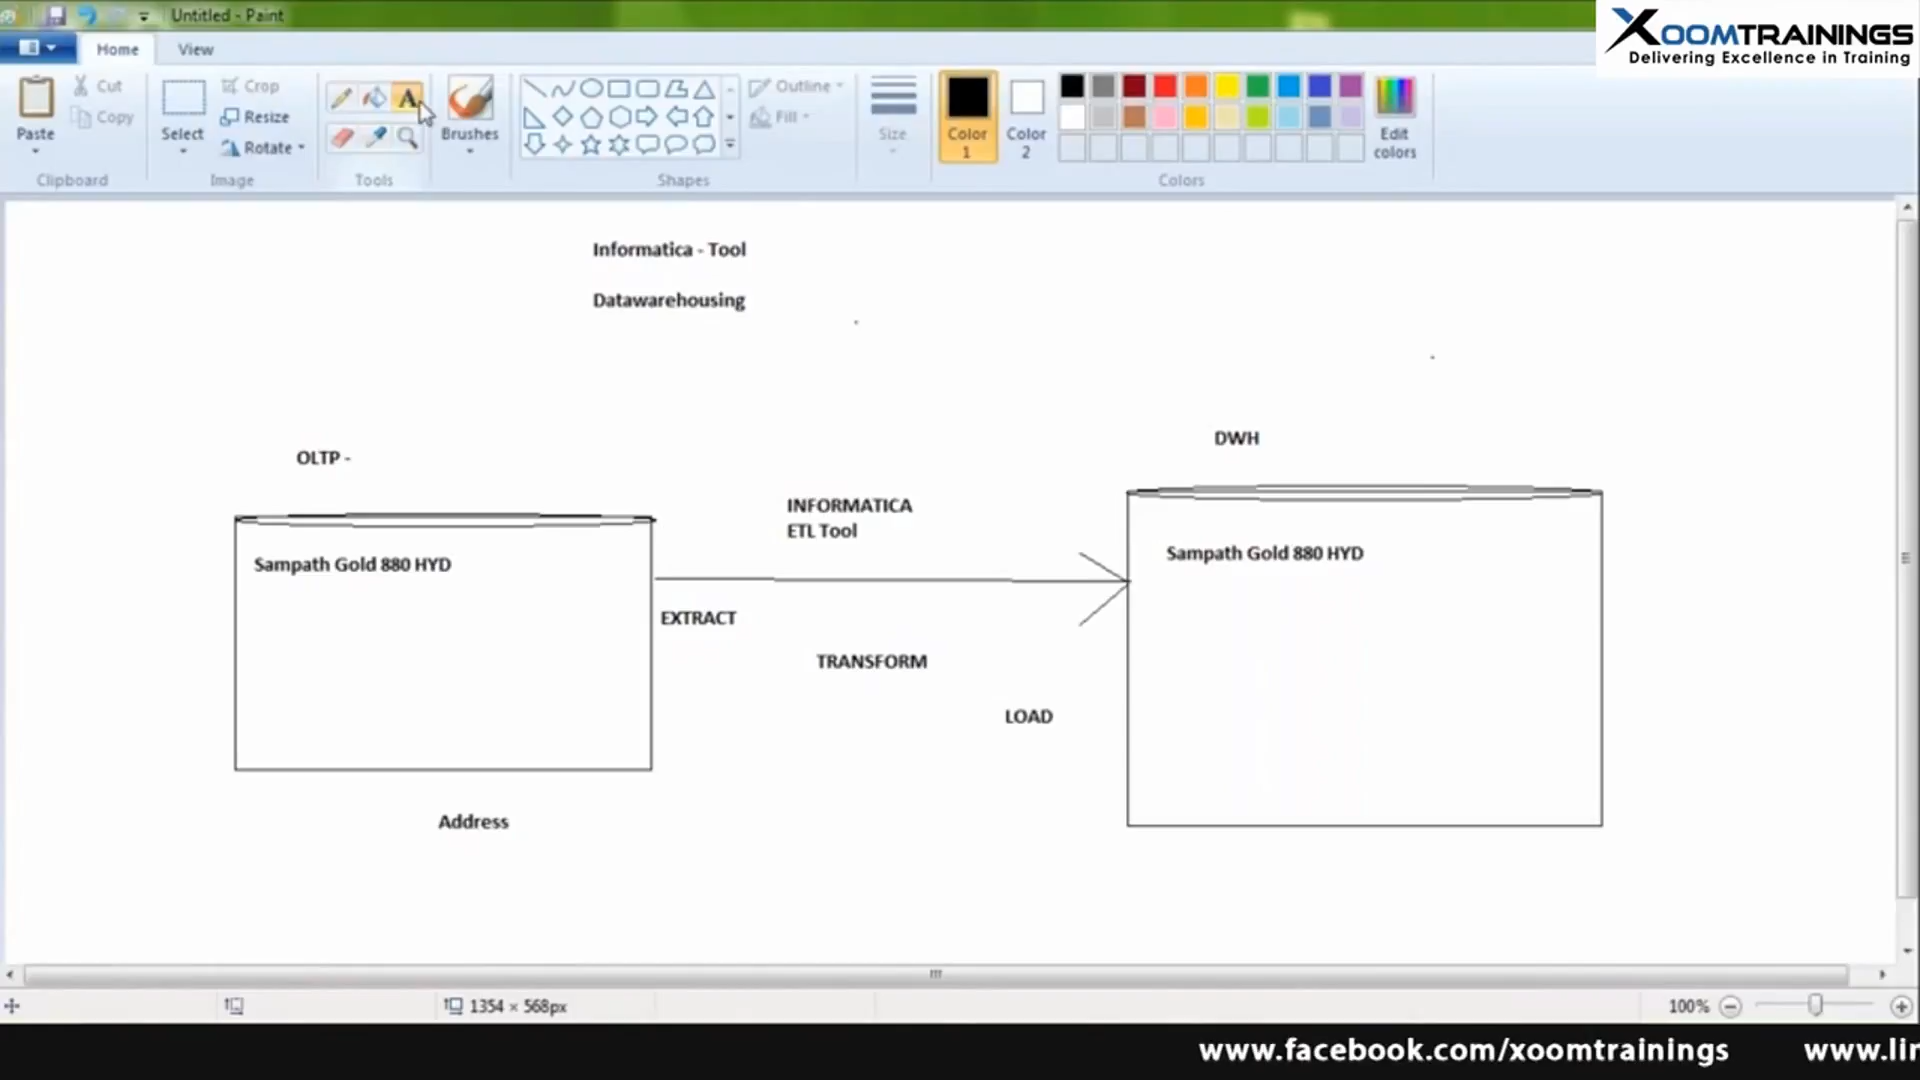 Untitled - Paint
XOOMTRAININGS
Delivering Excellence in Training
Home View
Paste
Cut
Copy
Clipboard
Select
Crop
Resize
Rotate
Image
A
Tools
Brushes
Shapes
Outline
Fill
Size
Color 1
Color 2
Edit colors
Colors
Informatica - Tool
Datawarehousing
OLTP -
DWH
INFORMATICA
ETL Tool
Sampath Gold 880 HYD
Sampath Gold 880 HYD
EXTRACT
TRANSFORM
LOAD
Address
1354 × 568px
100%
www.facebook.com/xoomtrainings www.lin